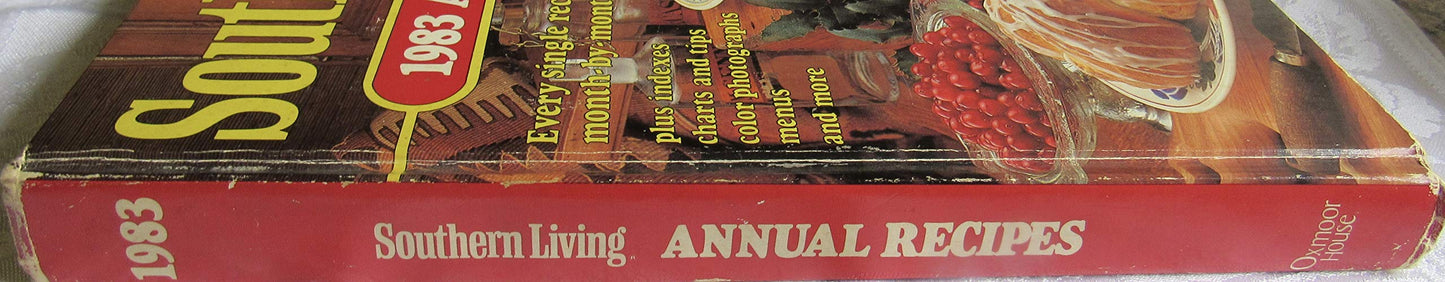 South
1983 A
Every single rec
month-by-mont
plus indexes
charts and tips
color photographs
menus
and more
1983
Southern Living ANNUAL RECIPES
Oxmoor
House